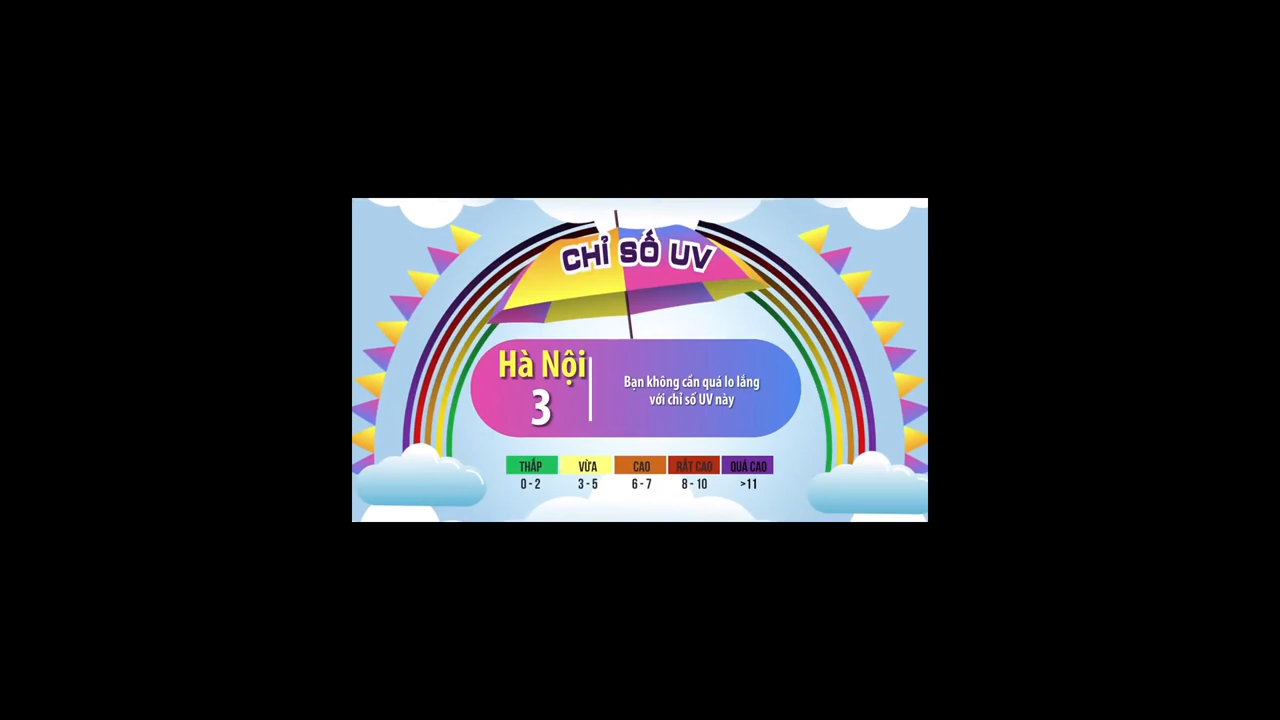 CHỈ SỐ UV
Hà Nội
3
Bạn không cần quá lo lắng
với chỉ số UV này
THẤP VỪA CAO RẤT CAO QUÁ CAO
0 - 2 3 - 5 6 - 7 8 - 10 >11